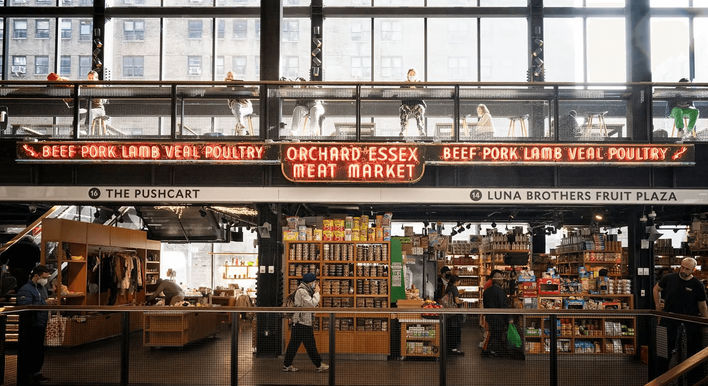 BEEF PORK LAMB VEAL POULTRY
ORCHARD ESSEX
MEAT MARKET
BEEF PORK LAMB VEAL POULTRY
16 THE PUSHCART
14 LUNA BROTHERS FRUIT PLAZA